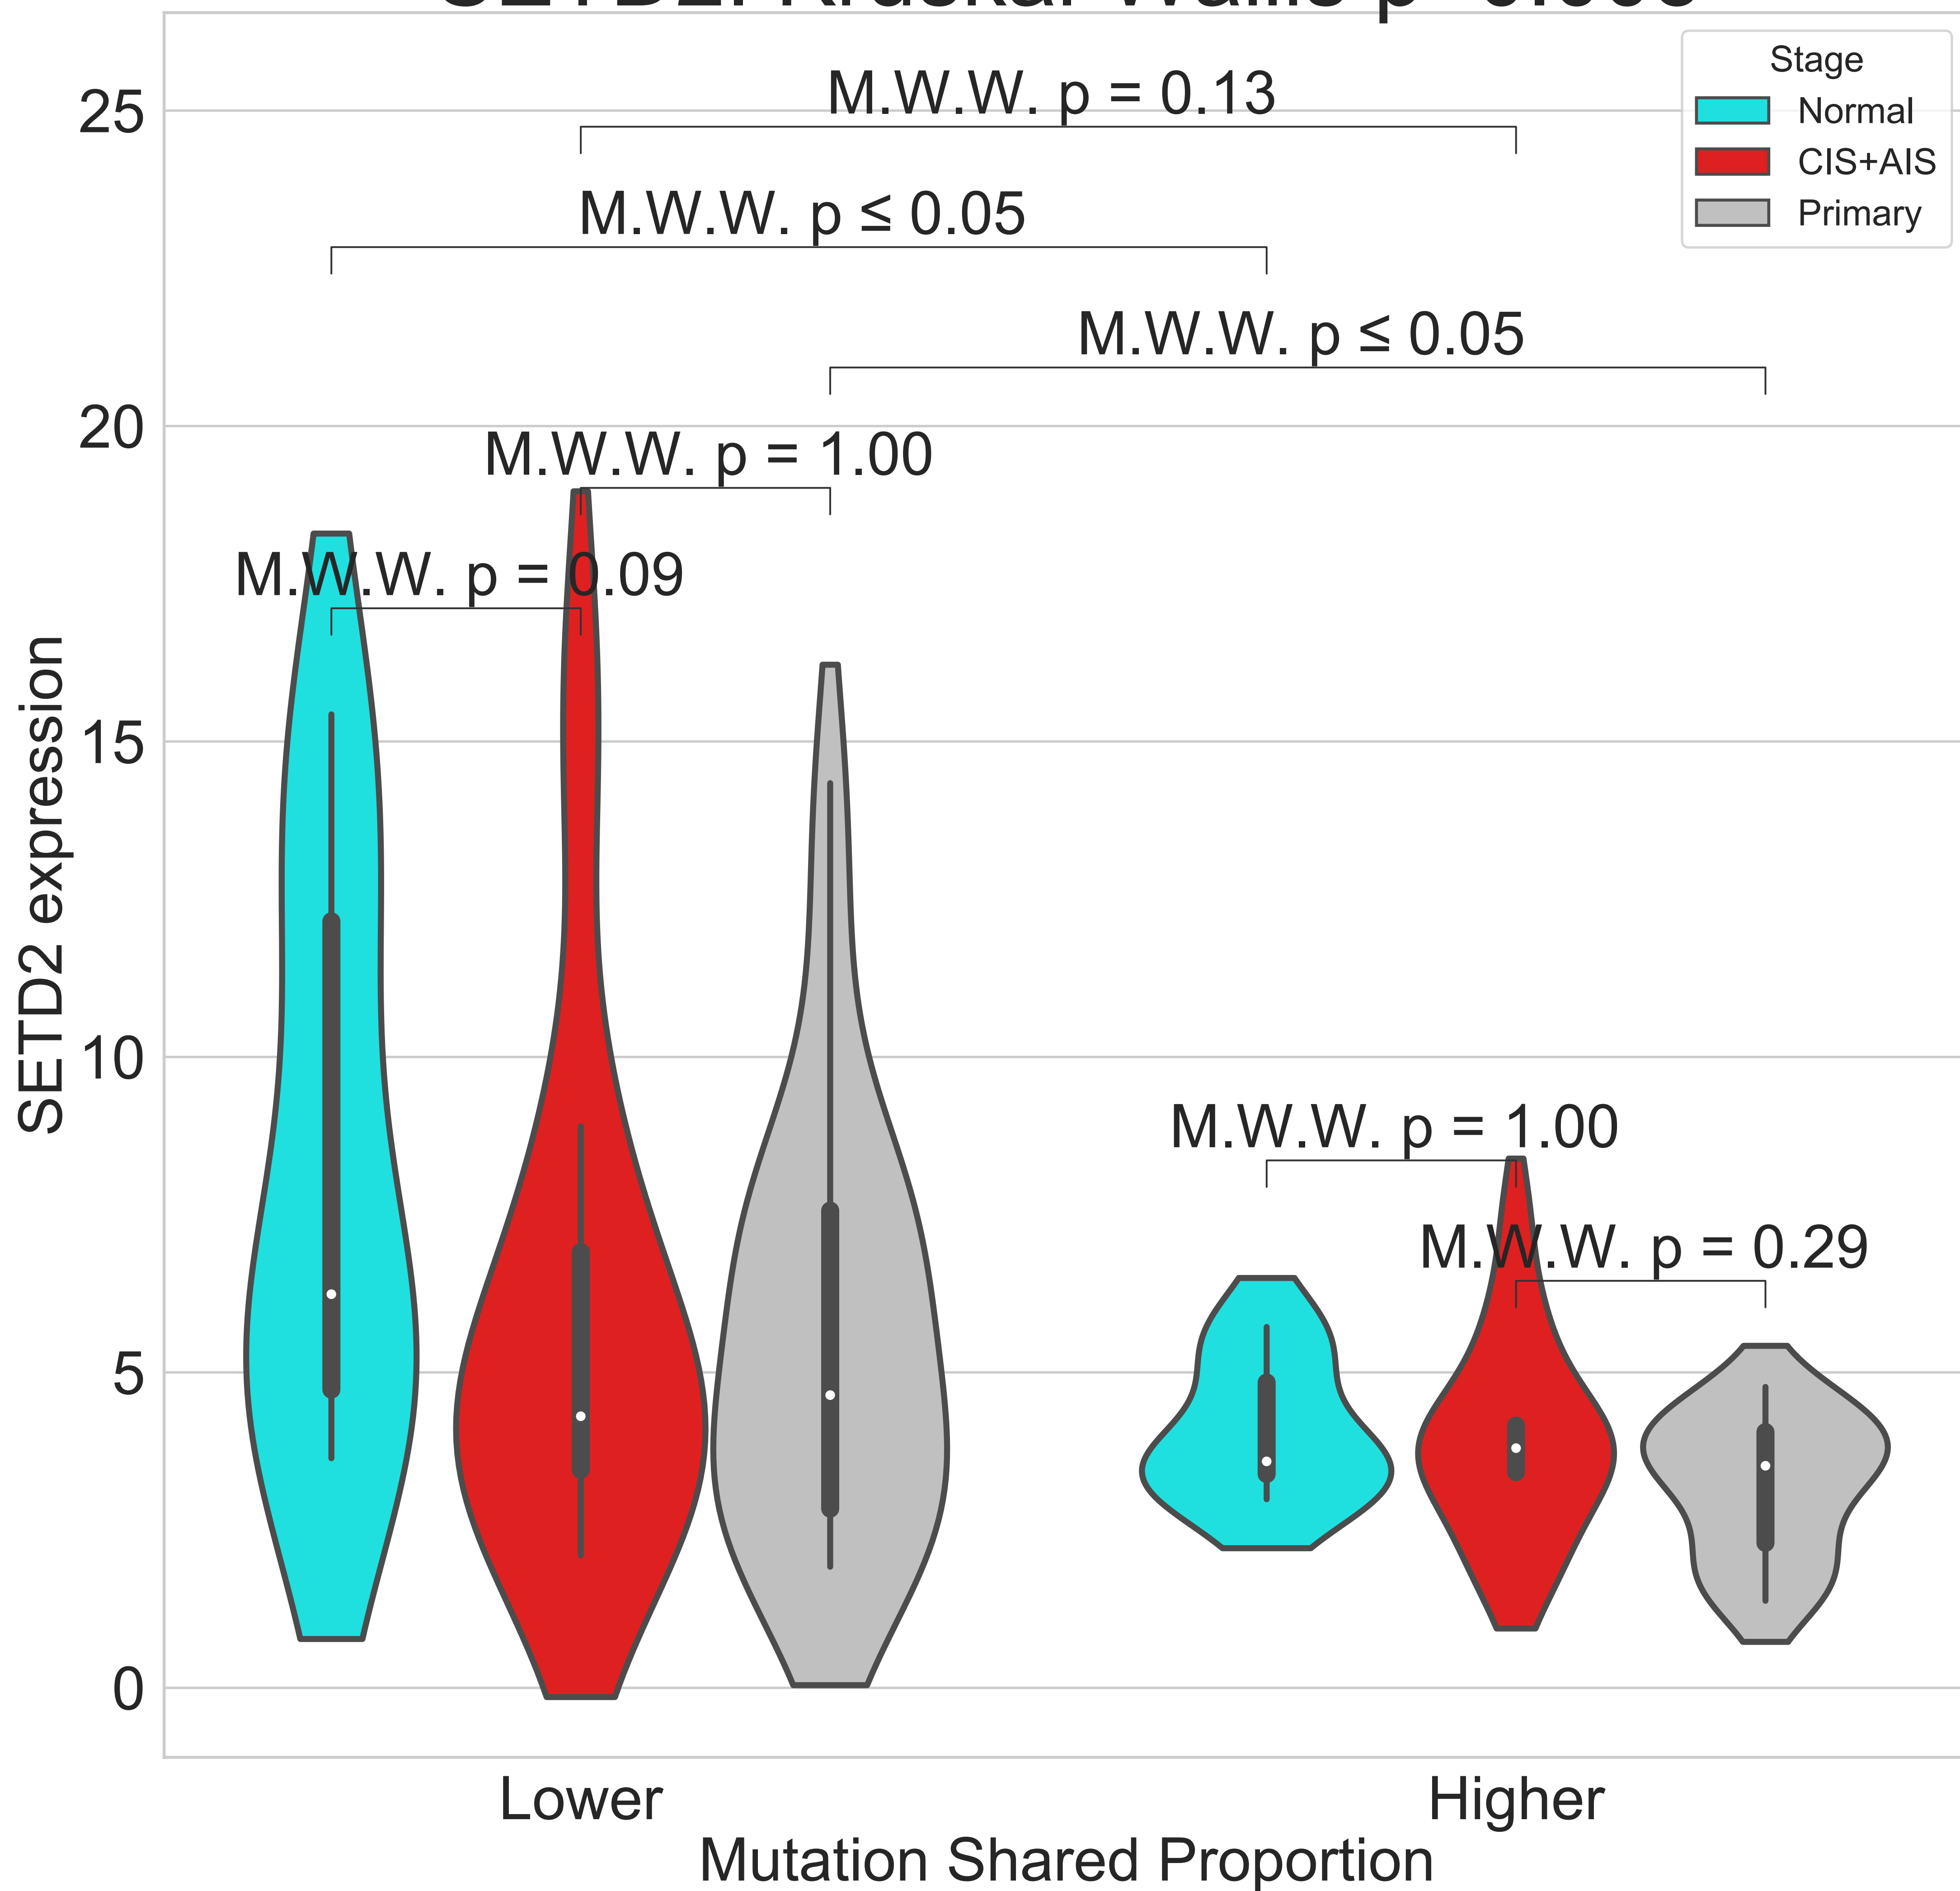 Stage
Normal
CIS+AIS
Primary
M.W.W. p = 0.13
M.W.W. p ≤ 0.05
M.W.W. p ≤ 0.05
M.W.W. p = 1.00
M.W.W. p = 0.09
M.W.W. p = 1.00
M.W.W. p = 0.29
25
20
15
10
5
0
SETD2 expression
Lower
Higher
Mutation Shared Proportion